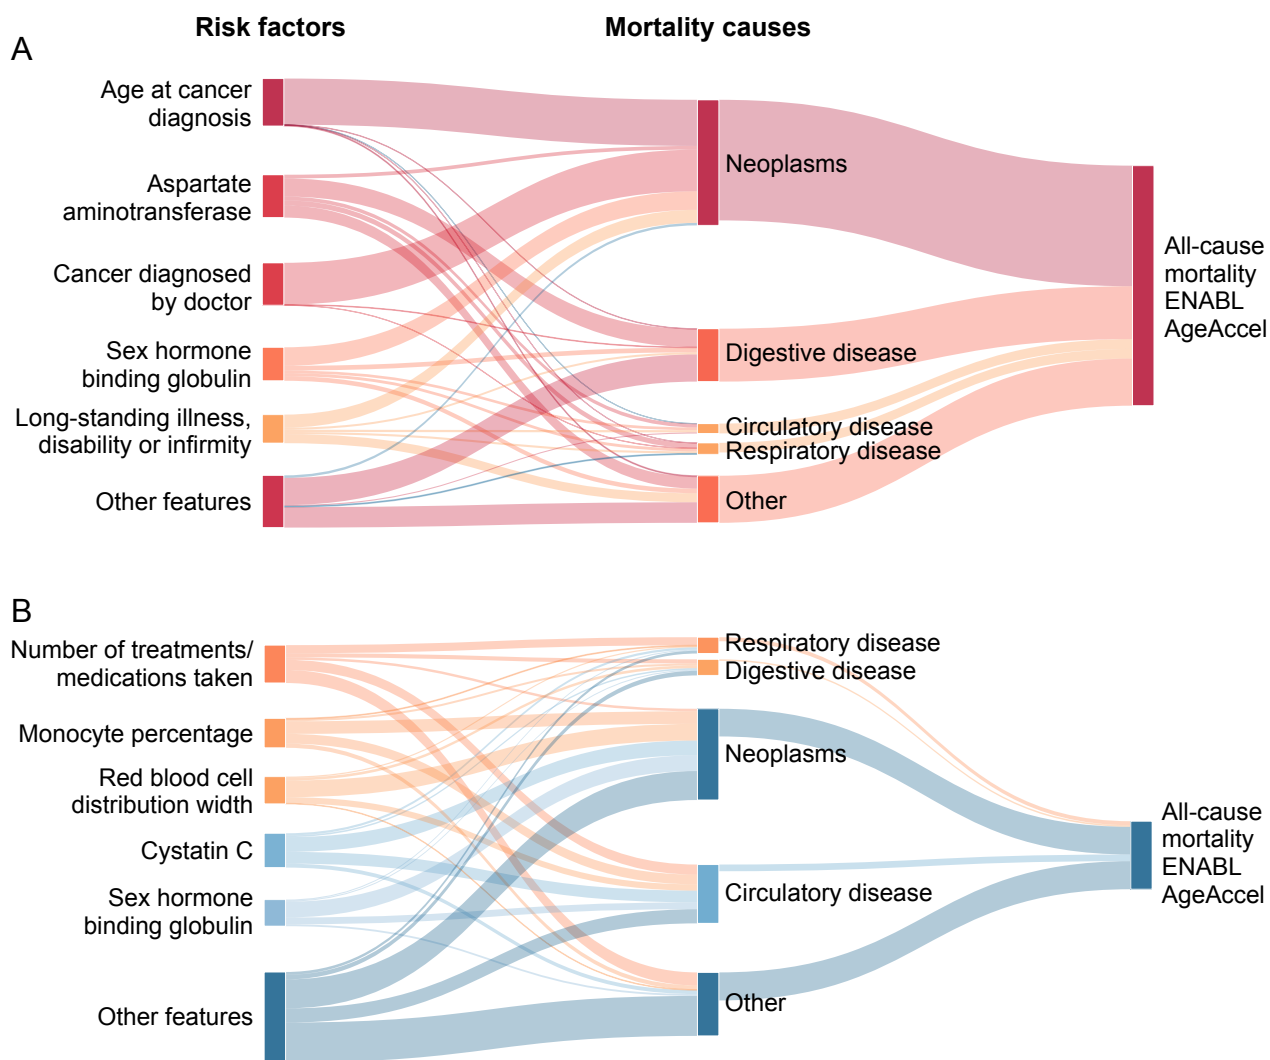 Risk factors
Mortality causes
A
Age at cancer
diagnosis
Aspartate
aminotransferase
Cancer diagnosed
by doctor
Sex hormone
binding globulin
Long-standing illness,
disability or infirmity
Other features
Neoplasms
Digestive disease
Circulatory disease
Respiratory disease
Other
All-cause
mortality
ENABL
AgeAccel
B
Number of treatments/
medications taken
Monocyte percentage
Red blood cell
distribution width
Cystatin C
Sex hormone
binding globulin
Other features
Respiratory disease
Digestive disease
Neoplasms
Circulatory disease
Other
All-cause
mortality
ENABL
AgeAccel